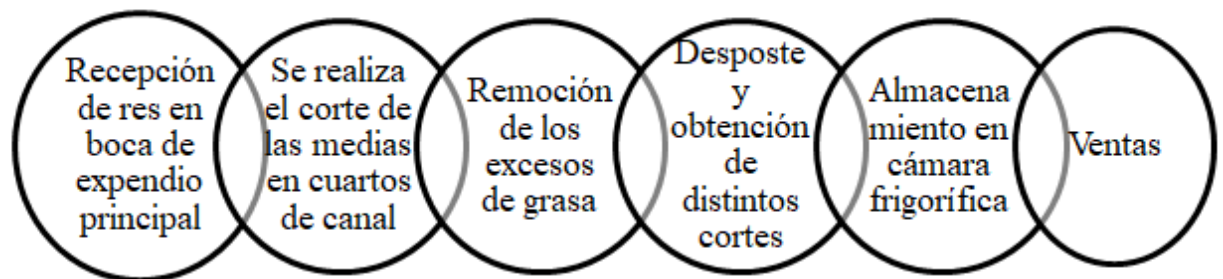 Recepción
de res en
boca de
expendio
principal
Se realiza
el corte de
las medias
en cuartos
de canal
Remoción
de los
excesos
de grasa
Desposte
y
obtención
de
distintos
cortes
Almacena
miento en
cámara
frigorífica
Ventas